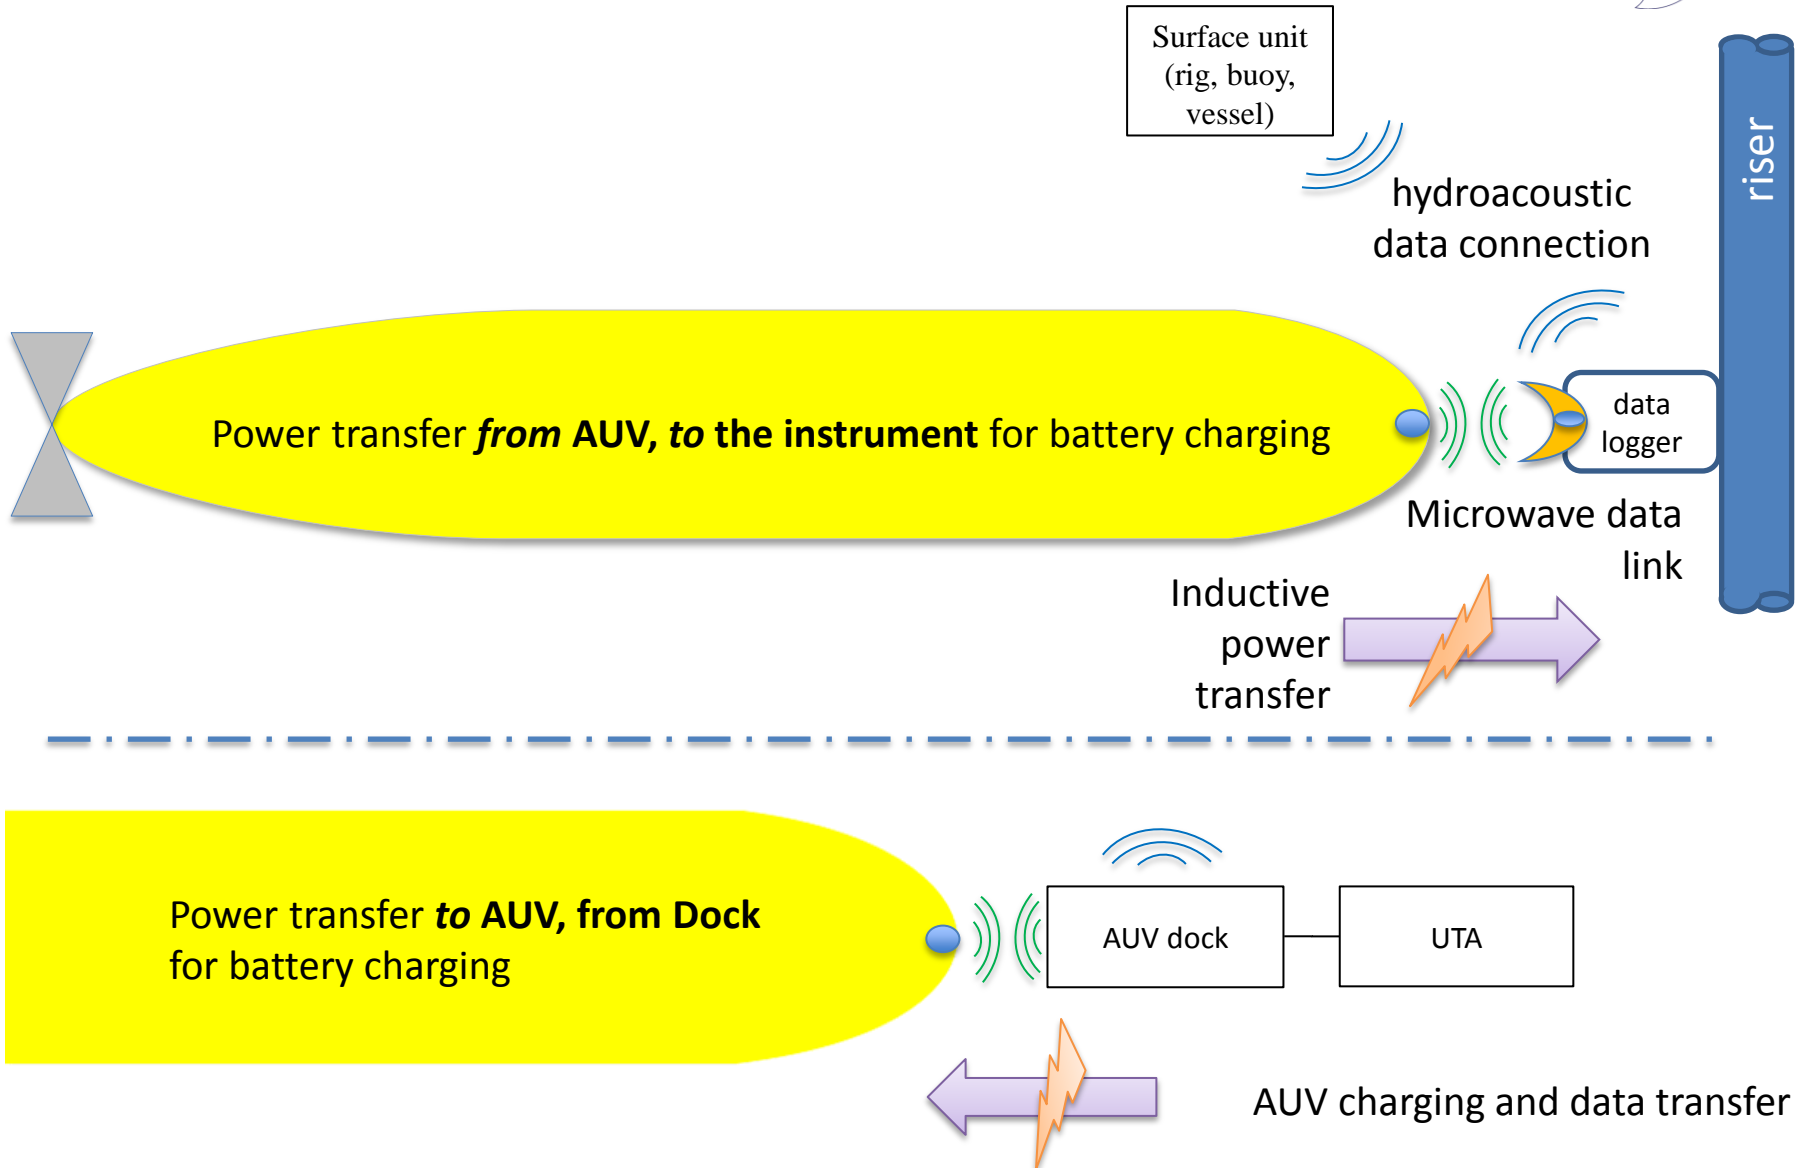 Surface unit
(rig, buoy,
vessel)
riser
hydroacoustic
data connection
Power transfer from AUV, to the instrument for battery charging
data
logger
Microwave data
link
Inductive
power
transfer
Power transfer to AUV, from Dock
for battery charging
AUV dock
UTA
AUV charging and data transfer